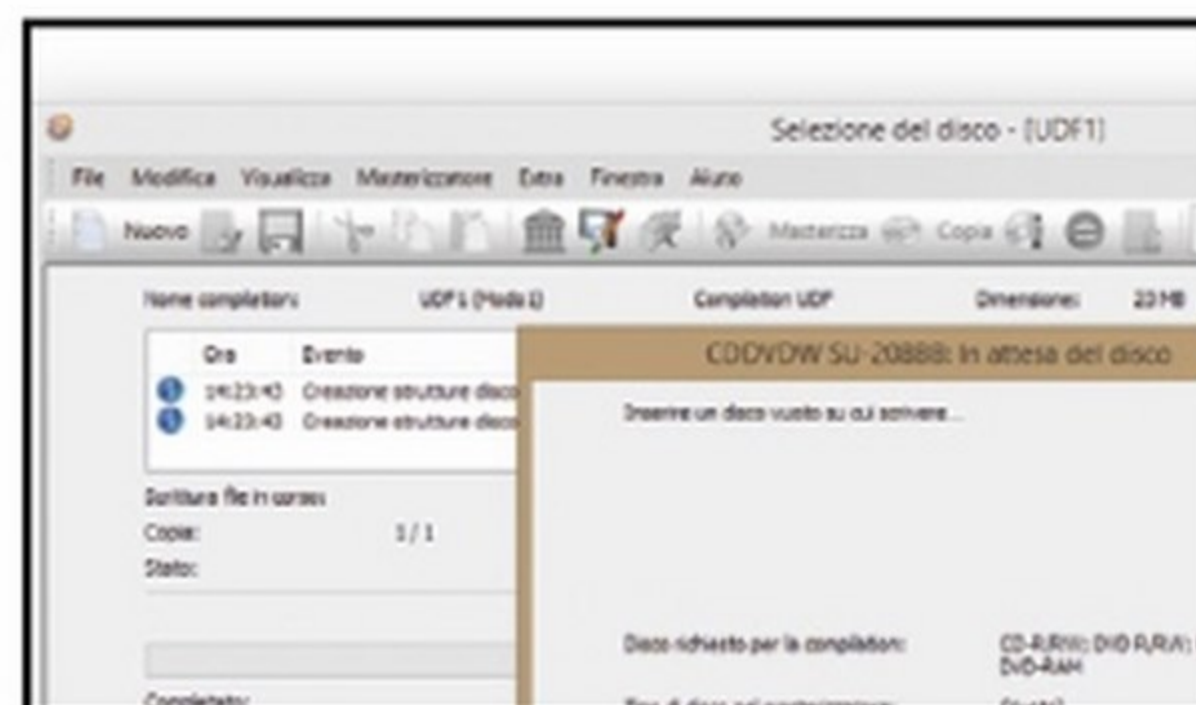 Selezione del disco - [UDF1]
File Modifica Visualizza Masterizzatore Extra Finestra Aiuto
Nuovo Masterizza Copia
Nome compilation: UDF1 (Modo 1) Compilation UDF Dimensione: 23 MB
Ora Evento
14:23:43 Creazione strutture disco
14:23:43 Creazione strutture disco
CDDVDW SU-208BB: In attesa del disco
Inserire un disco vuoto su cui scrivere...
Scrittura file in corso:
Copia: 1 / 1
Stato:
Disco richiesto per la compilation: CD-R/RW; DVD R/RW;
DVD-RAM
Completato: